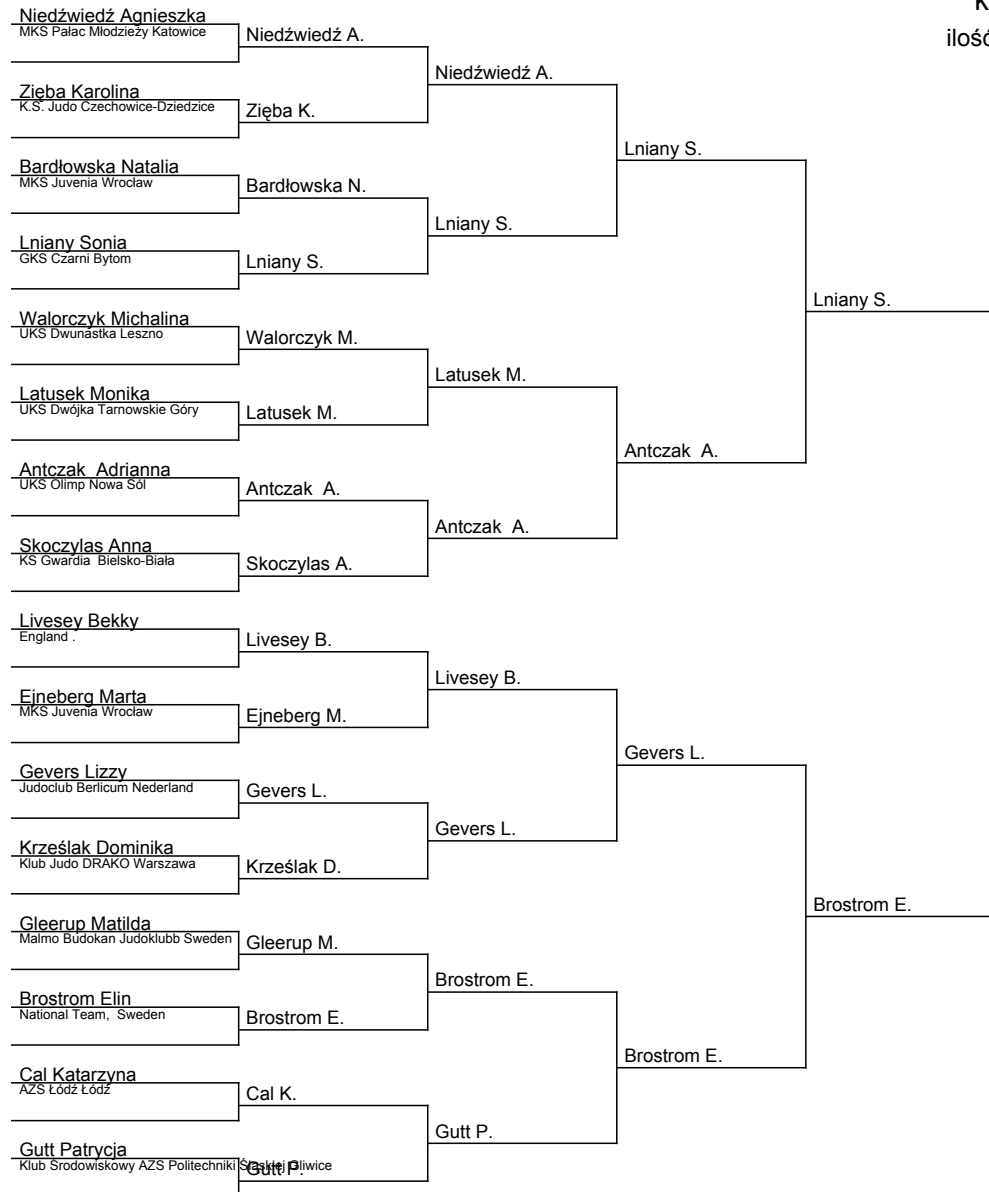 K
ilość
Niedźwiedź Agnieszka
MKS Pałac Młodzieży Katowice
Niedźwiedź A.
Niedźwiedź A.
Zięba Karolina
K.S. Judo Czechowice-Dziedzice
Zięba K.
Lniany S.
Bardłowska Natalia
MKS Juvenia Wrocław
Bardłowska N.
Lniany S.
Lniany Sonia
GKS Czarni Bytom
Lniany S.
Lniany S.
Walorczyk Michalina
UKS Dwunastka Leszno
Walorczyk M.
Latusek M.
Latusek Monika
UKS Dwójka Tarnowskie Góry
Latusek M.
Antczak A.
Antczak Adrianna
UKS Olimp Nowa Sól
Antczak A.
Antczak A.
Skoczylas Anna
KS Gwardia Bielsko-Biała
Skoczylas A.
Livesey Bekky
England .
Livesey B.
Livesey B.
Ejneberg Marta
MKS Juvenia Wrocław
Ejneberg M.
Gevers L.
Gevers Lizzy
Judoclub Berlicum Nederland
Gevers L.
Gevers L.
Krześlak Dominika
Klub Judo DRAKO Warszawa
Krześlak D.
Brostrom E.
Gleerup Matilda
Malmo Budokan Judoklubb Sweden
Gleerup M.
Brostrom E.
Brostrom Elin
National Team, Sweden
Brostrom E.
Brostrom E.
Cal Katarzyna
AZS Łódź Łódź
Cal K.
Gutt P.
Gutt Patrycja
Klub Środowiskowy AZS Politechniki Śląskiej Gliwice
Gutt P.